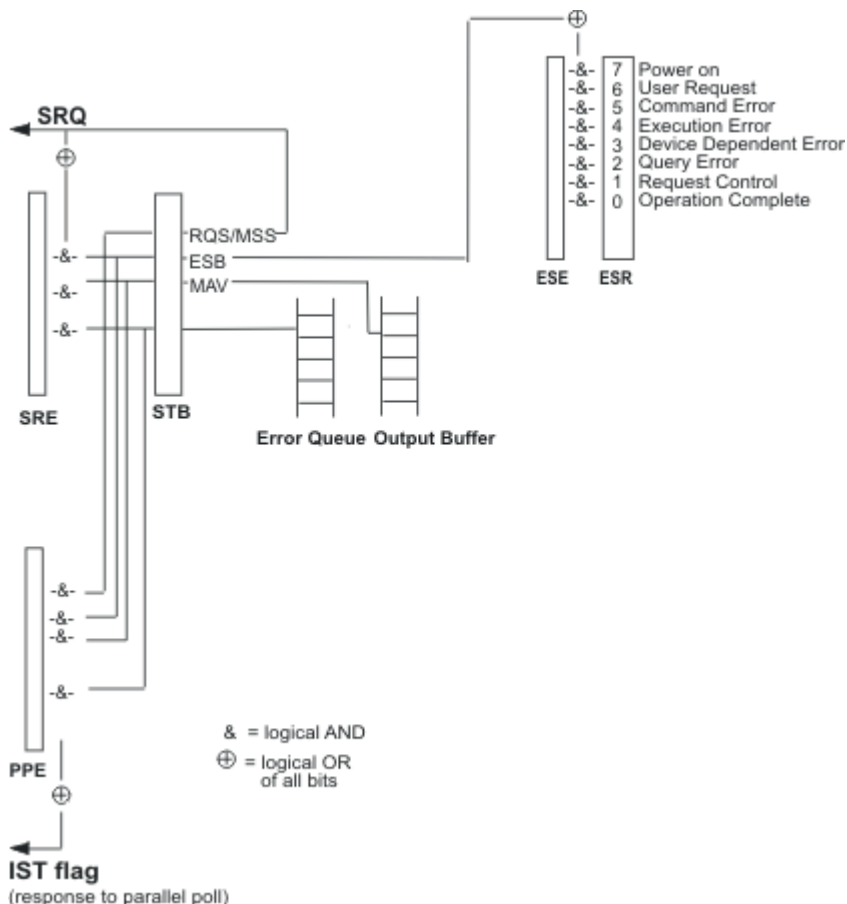 SRQ
-&- 7 Power on
-&- 6 User Request
-&- 5 Command Error
-&- 4 Execution Error
-&- 3 Device Dependent Error
-&- 2 Query Error
-&- 1 Request Control
-&- 0 Operation Complete
ESE ESR
RQS/MSS
-&- ESB
-&- MAV
-&-
SRE STB
Error Queue Output Buffer
-&-
-&-
-&-
-&-
PPE
& = logical AND
⊕ = logical OR
of all bits
IST flag
(response to parallel poll)